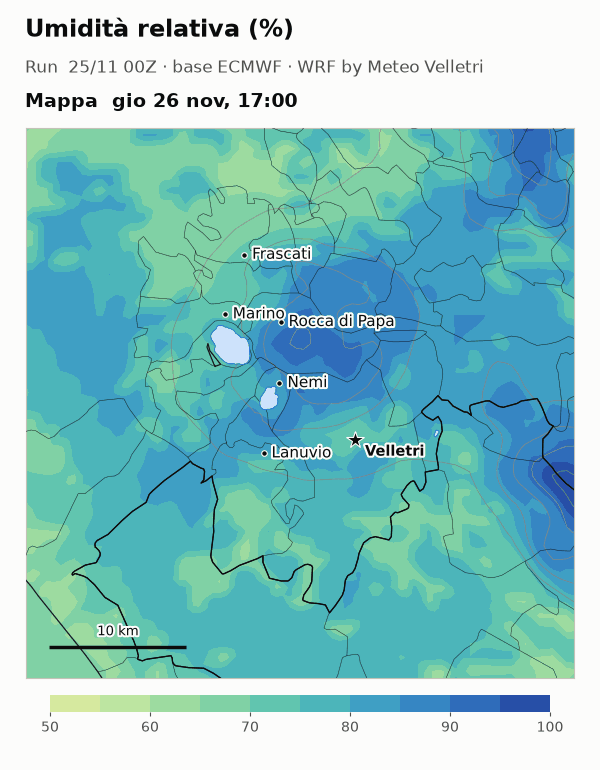 Umidità relativa (%)
Run  25/11 00Z · base ECMWF · WRF by Meteo Velletri
Mappa  gio 26 nov, 17:00
Frascati
Marino
Rocca di Papa
Nemi
Velletri
Lanuvio
10 km
50 60 70 80 90 100